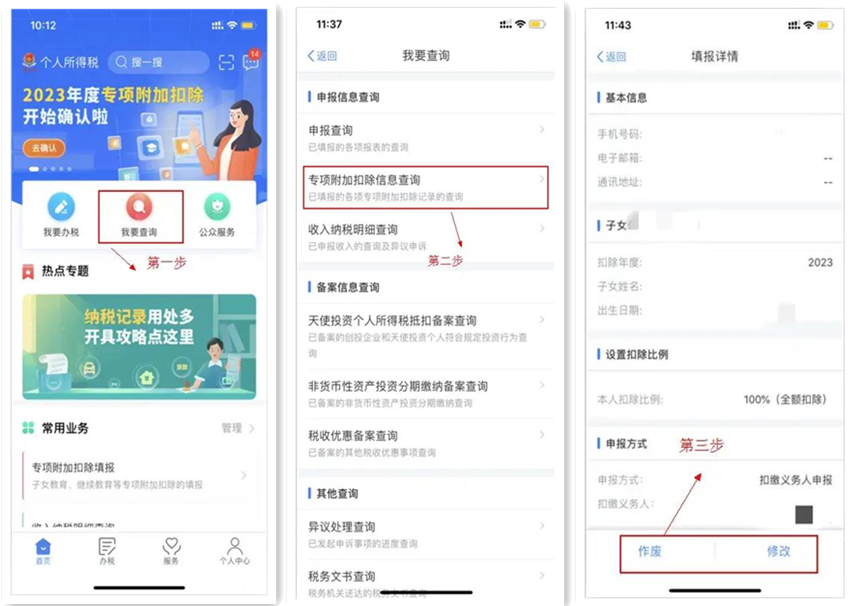 10:12
个人所得税
搜一搜
14
2023年度专项附加扣除
开始确认啦
去确认
我要办税
我要查询
公众服务
第一步
热点专题
纳税记录用处多
开具攻略点这里
常用业务
管理
专项附加扣除填报
子女教育、继续教育等专项附加扣除的填报
收入纳税明细查询
首页
办税
服务
个人中心
11:37
返回
我要查询
申报信息查询
申报查询
已填报的各项报表的查询
专项附加扣除信息查询
已填报的各项专项附加扣除记录的查询
收入纳税明细查询
已申报收入的查询及异议申诉
第二步
备案信息查询
天使投资个人所得税抵扣备案查询
已备案的创投企业和天使投资个人符合规定投资行为查
询
非货币性资产投资分期缴纳备案查询
已备案的非货币性资产投资分期缴纳查询
税收优惠备案查询
已备案的其他税收优惠事项查询
其他查询
异议处理查询
已发起申诉事项的进度查询
税务文书查询
税务机关送达的税务文书查询
11:43
返回
填报详情
基本信息
手机号码:
电子邮箱: --
通讯地址: --
子女
扣除年度: 2023
子女姓名:
出生日期:
设置扣除比例
本人扣除比例: 100%（全额扣除）
申报方式
第三步
申报方式: 扣缴义务人申报
扣缴义务人:
作废
修改